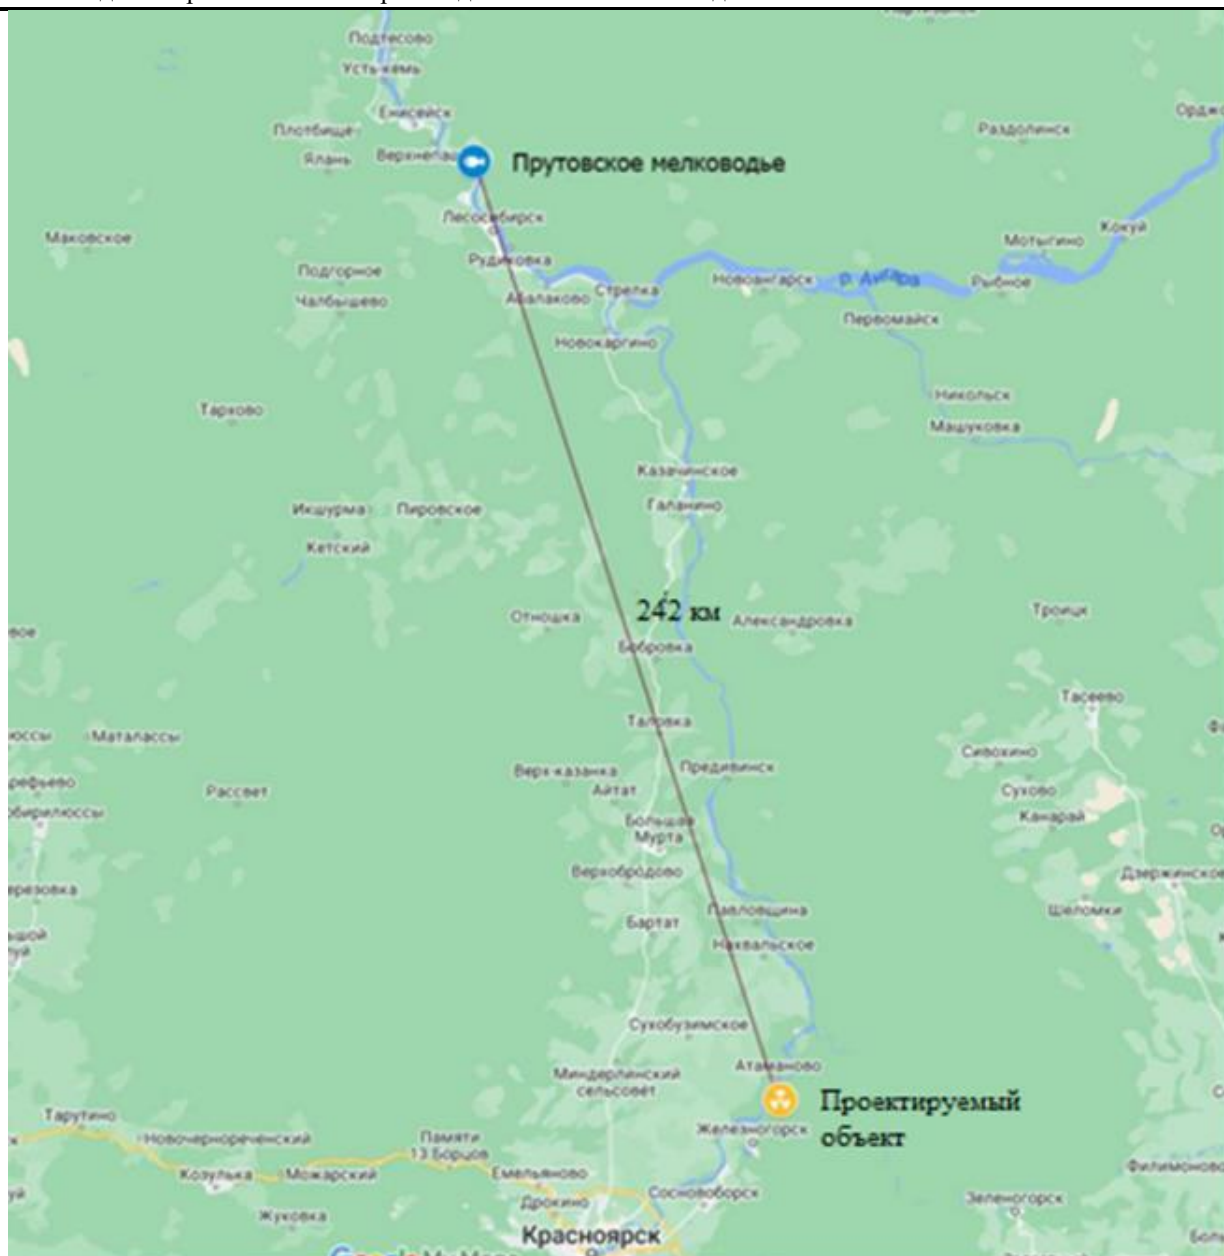 Подтесово
Усть-кемь
Енисейск
Плотбище
Раздолинск
Ялань
Прутовское мелководье
Лесосибирск
Маковское
Кокуй
Мотыгино
Рудиковка
Подгорное
Новоангарск
р. Ангара
Рыбное
Абалаково
Стрелка
Чалбышево
Первомайск
Новокаргино
Никольск
Тархово
Машуковка
Казачинское
Галанино
Икшурма
Пировское
Кетский
242 км
Отношка
Александровка
Троицк
Бобровка
Тасеево
Таловка
Маталассы
Сивохино
Верх-казанка
Предивинск
Айтат
Рассвет
Сухово
Канарай
Большая
Мурта
Верхобродово
Дзержинское
Павловщина
Шеломки
Бартат
Нахвальское
Сухобузимское
Атаманово
Миндерлинский
сельсовет
Проектируемый
объект
Тарутино
Железногорск
Новочернореченский
Памяти
13 Борцов
Козулька
Можарский
Емельяново
Филимоново
Сосновоборск
Зеленогорск
Дрокино
Жуковка
Красноярск